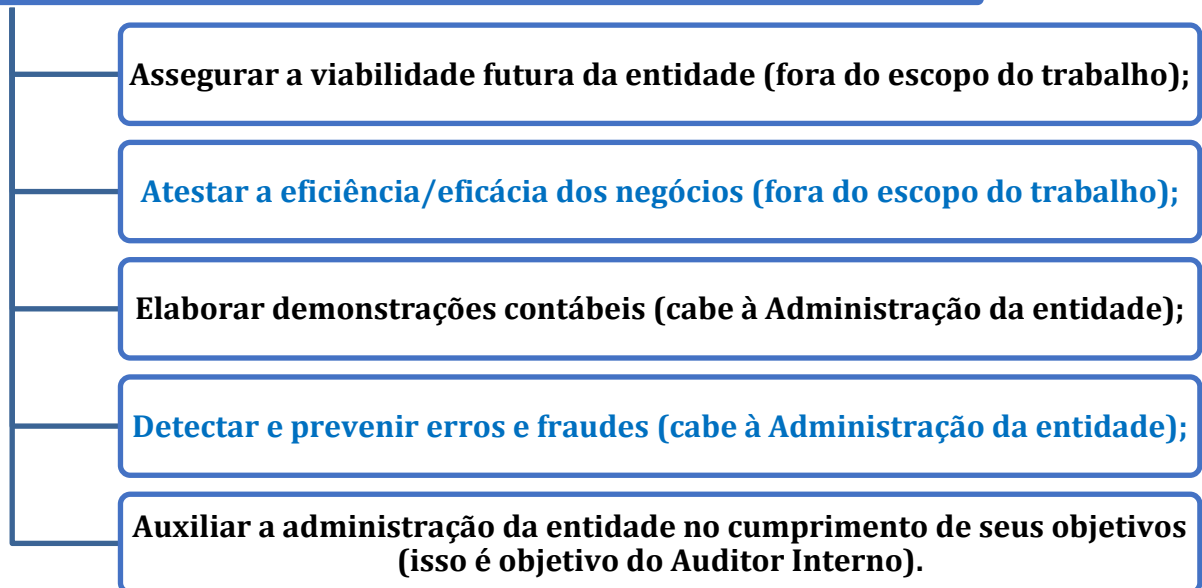 Assegurar a viabilidade futura da entidade (fora do escopo do trabalho);
Atestar a eficiência/eficácia dos negócios (fora do escopo do trabalho);
Elaborar demonstrações contábeis (cabe à Administração da entidade);
Detectar e prevenir erros e fraudes (cabe à Administração da entidade);
Auxiliar a administração da entidade no cumprimento de seus objetivos
(isso é objetivo do Auditor Interno).